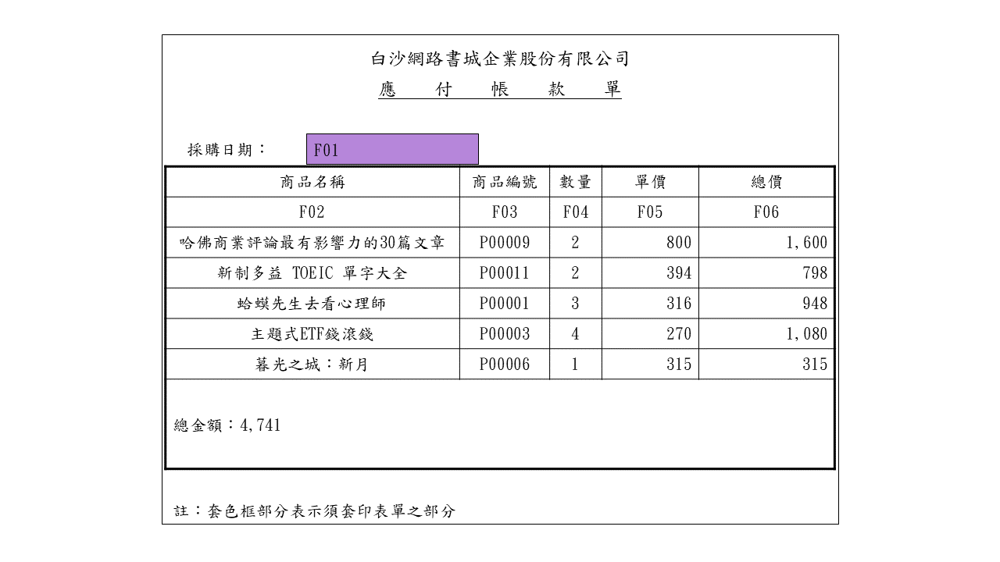 白沙網路書城企業股份有限公司
應付帳款單
採購日期： F01
商品名稱 商品編號 數量 單價 總價
F02 F03 F04 F05 F06
哈佛商業評論最有影響力的30篇文章 P00009 2 800 1,600
新制多益 TOEIC 單字大全 P00011 2 394 798
蛤蟆先生去看心理師 P00001 3 316 948
主題式ETF錢滾錢 P00003 4 270 1,080
暮光之城：新月 P00006 1 315 315
總金額：4,741
註：套色框部分表示須套印表單之部分